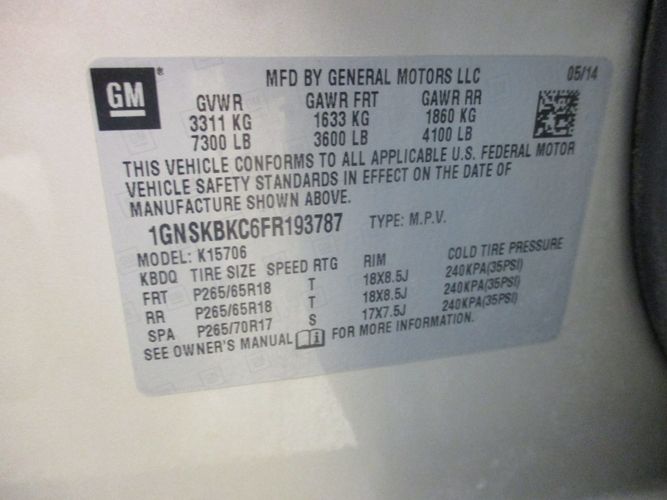 GM® MFD BY GENERAL MOTORS LLC 05/14
GVWR GAWR FRT GAWR RR
3311 KG 1633 KG 1860 KG
7300 LB 3600 LB 4100 LB
THIS VEHICLE CONFORMS TO ALL APPLICABLE U.S. FEDERAL MOTOR
VEHICLE SAFETY STANDARDS IN EFFECT ON THE DATE OF
MANUFACTURE SHOWN ABOVE.
1GNSKBKC6FR193787 TYPE: M.P.V.
MODEL: K15706
KBDQ TIRE SIZE SPEED RTG RIM COLD TIRE PRESSURE
FRT P265/65R18 T 18X8.5J 240KPA(35PSI)
RR P265/65R18 T 18X8.5J 240KPA(35PSI)
SPA P265/70R17 S 17X7.5J 240KPA(35PSI)
SEE OWNER'S MANUAL FOR MORE INFORMATION.